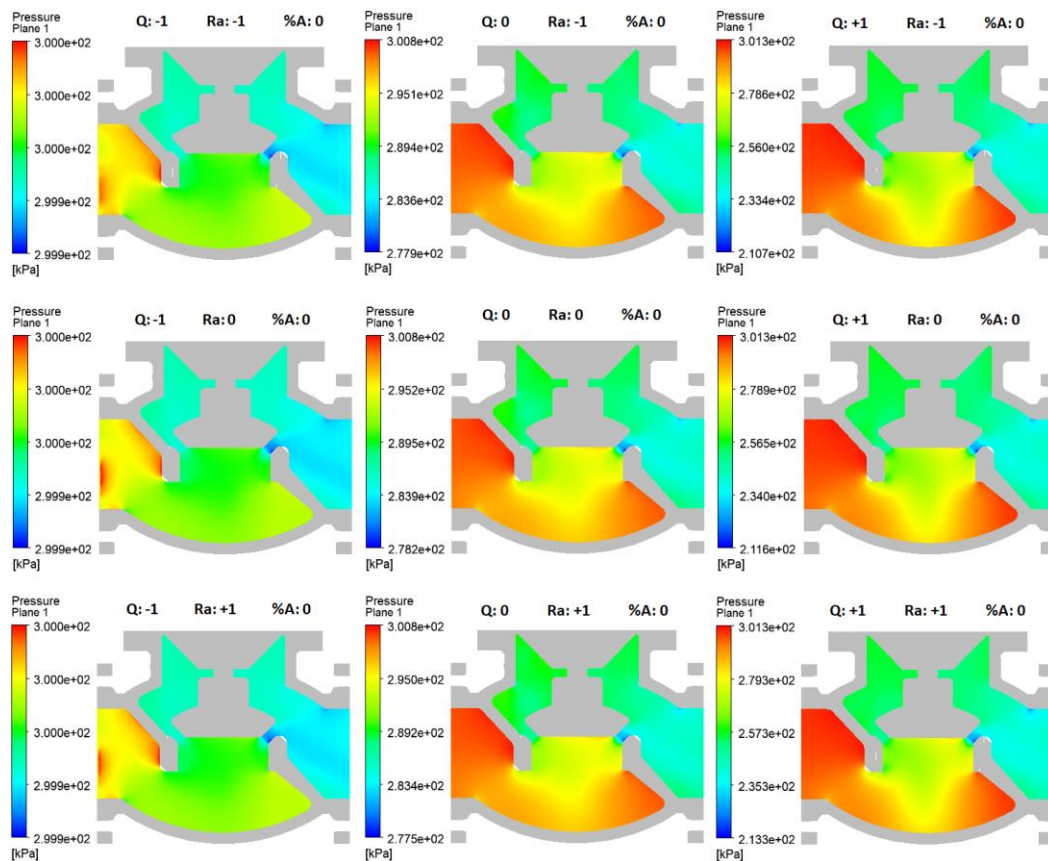 Pressure
Plane 1
Q: -1 Ra: -1 %A: 0
3.000e+02
3.000e+02
3.000e+02
2.999e+02
2.999e+02
[kPa]
Pressure
Plane 1
Q: 0 Ra: -1 %A: 0
3.008e+02
2.951e+02
2.894e+02
2.836e+02
2.779e+02
[kPa]
Pressure
Plane 1
Q: +1 Ra: -1 %A: 0
3.013e+02
2.786e+02
2.560e+02
2.334e+02
2.107e+02
[kPa]
Pressure
Plane 1
Q: -1 Ra: 0 %A: 0
3.000e+02
3.000e+02
3.000e+02
2.999e+02
2.999e+02
[kPa]
Pressure
Plane 1
Q: 0 Ra: 0 %A: 0
3.008e+02
2.952e+02
2.895e+02
2.839e+02
2.782e+02
[kPa]
Pressure
Plane 1
Q: +1 Ra: 0 %A: 0
3.013e+02
2.789e+02
2.565e+02
2.340e+02
2.116e+02
[kPa]
Pressure
Plane 1
Q: -1 Ra: +1 %A: 0
3.000e+02
3.000e+02
3.000e+02
2.999e+02
2.999e+02
[kPa]
Pressure
Plane 1
Q: 0 Ra: +1 %A: 0
3.008e+02
2.950e+02
2.892e+02
2.834e+02
2.775e+02
[kPa]
Pressure
Plane 1
Q: +1 Ra: +1 %A: 0
3.013e+02
2.793e+02
2.573e+02
2.353e+02
2.133e+02
[kPa]